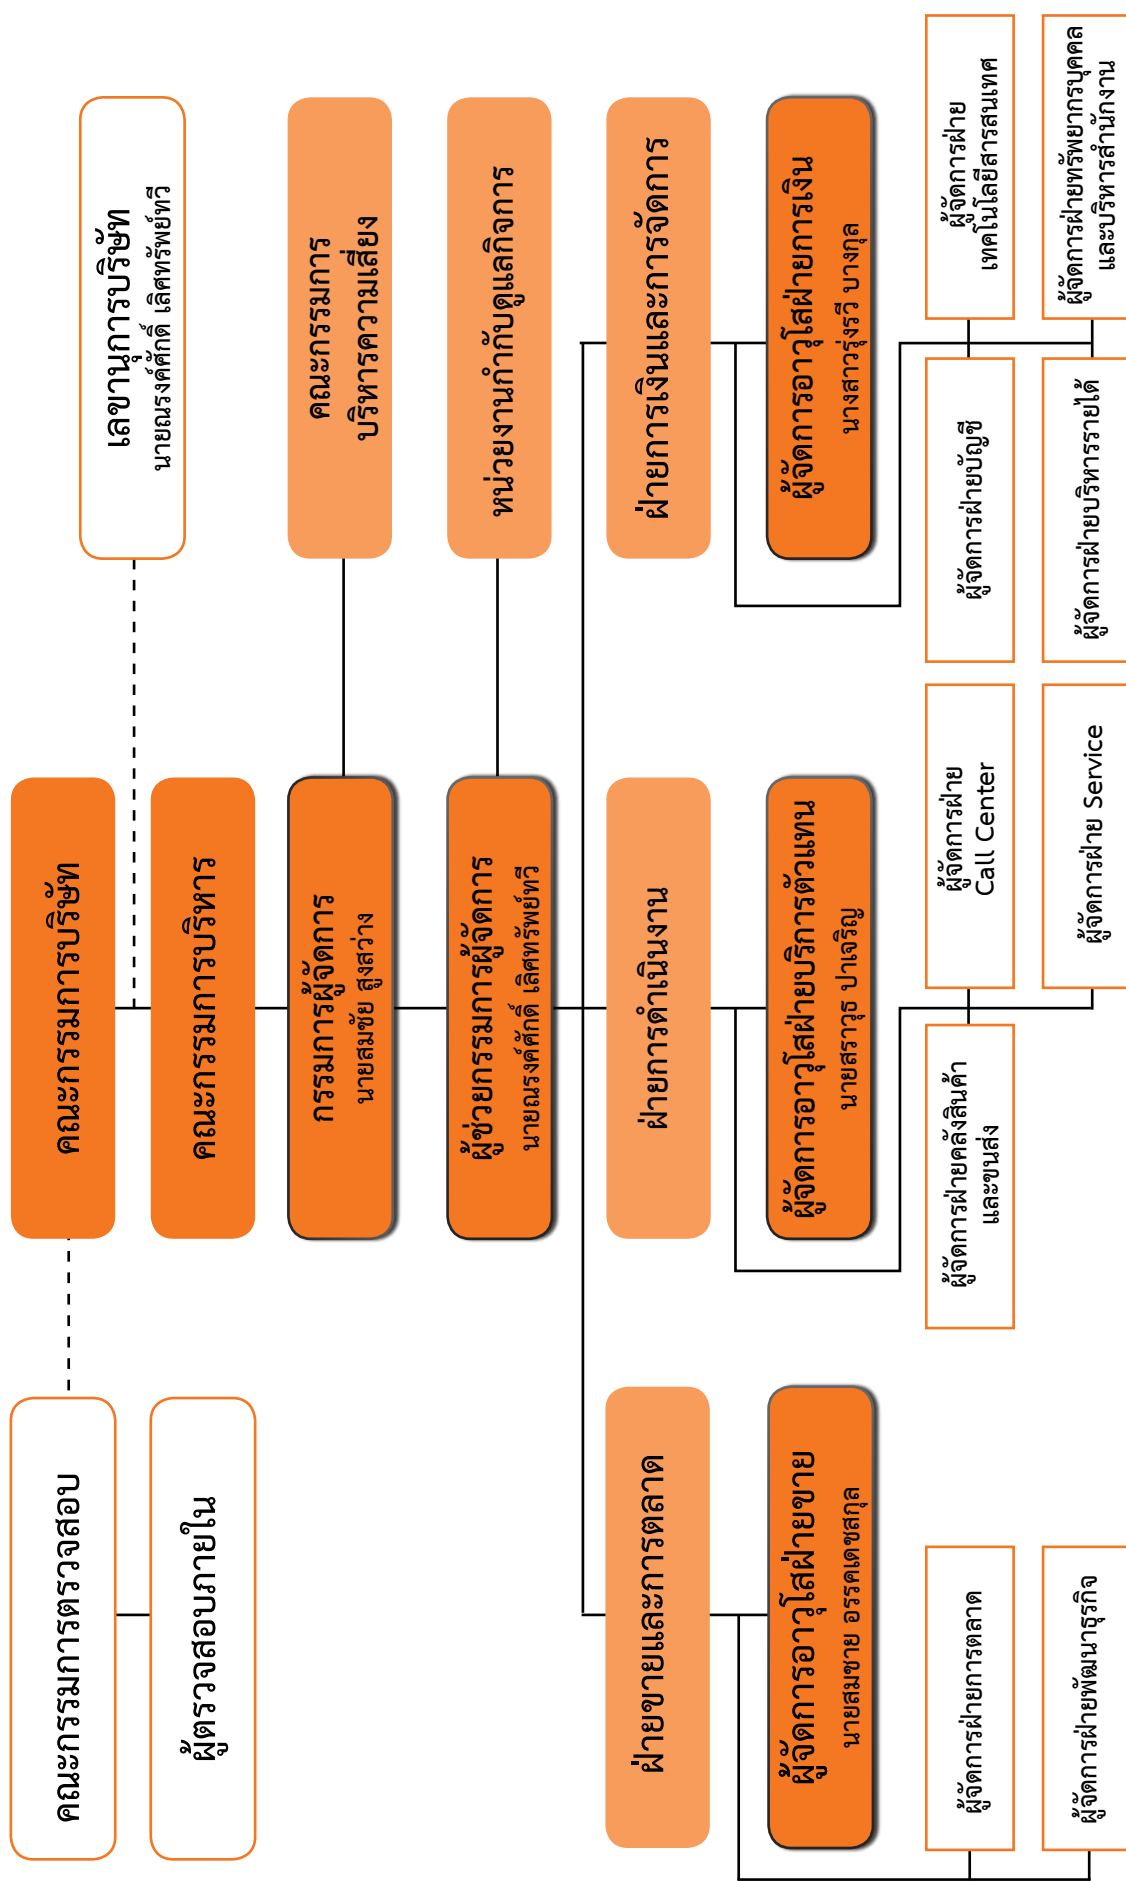 คณะกรรมการตรวจสอบ
คณะกรรมการบริษัท
ผู้ตรวจสอบภายใน
เลขานุการบริษัท
นายณรงค์ศักดิ์ เลิศทรัพย์ทวี
คณะกรรมการบริหาร
กรรมการผู้จัดการ
นายสมชัย สูงสว่าง
คณะกรรมการ
บริหารความเสี่ยง
ผู้ช่วยกรรมการผู้จัดการ
นายณรงค์ศักดิ์ เลิศทรัพย์ทวี
หน่วยงานกำกับดูแลกิจการ
ฝ่ายขายและการตลาด
ฝ่ายการดำเนินงาน
ฝ่ายการเงินและการจัดการ
ผู้จัดการอาวุโสฝ่ายขาย
นายสมชาย อรรคเดชสกุล
ผู้จัดการอาวุโสฝ่ายบริการตัวแทน
นายสราวุธ ปาเจริญ
ผู้จัดการอาวุโสฝ่ายการเงิน
นางสาวรุ่งรวี บางกุล
ผู้จัดการฝ่ายการตลาด
ผู้จัดการฝ่ายคลังสินค้า
และขนส่ง
ผู้จัดการฝ่าย
Call Center
ผู้จัดการฝ่ายบัญชี
ผู้จัดการฝ่าย
เทคโนโลยีสารสนเทศ
ผู้จัดการฝ่ายพัฒนาธุรกิจ
ผู้จัดการฝ่าย Service
ผู้จัดการฝ่ายบริหารรายได้
ผู้จัดการฝ่ายทรัพยากรบุคคล
และบริหารสำนักงาน